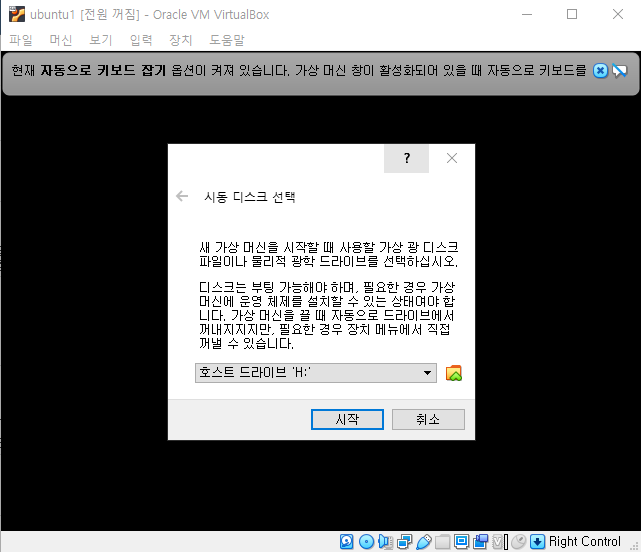 ubuntu1 [전원 꺼짐] - Oracle VM VirtualBox
파일 머신 보기 입력 장치 도움말
현재 자동으로 키보드 잡기 옵션이 켜져 있습니다. 가상 머신 창이 활성화되어 있을 때 자동으로 키보드를
?
시동 디스크 선택
새 가상 머신을 시작할 때 사용할 가상 광 디스크
파일이나 물리적 광학 드라이브를 선택하십시오.
디스크는 부팅 가능해야 하며, 필요한 경우 가상
머신에 운영 체제를 설치할 수 있는 상태여야 합
니다. 가상 머신을 끌 때 자동으로 드라이브에서
꺼내지지만, 필요한 경우 장치 메뉴에서 직접
꺼낼 수 있습니다.
호스트 드라이브 'H:'
시작 취소
Right Control